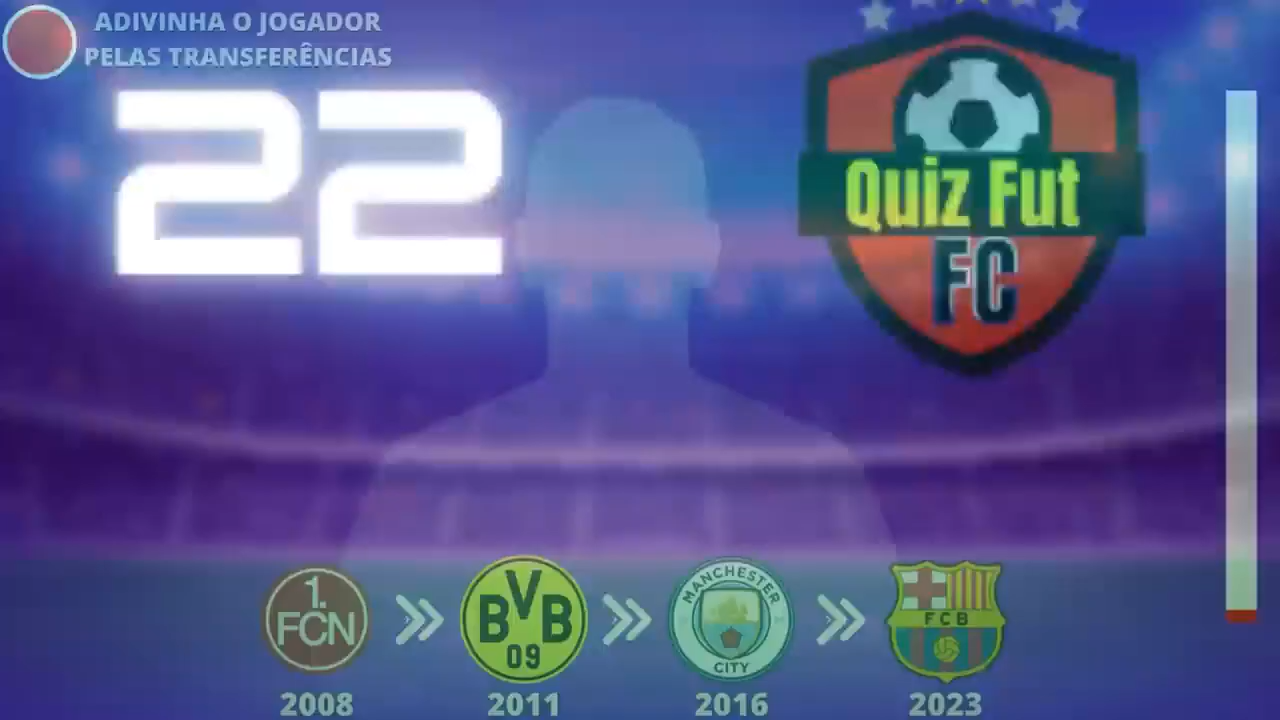 ADIVINHA O JOGADOR
PELAS TRANSFERÊNCIAS
22
Quiz Fut
FC
1.
FCN
BVB
09
MANCHESTER
CITY
FCB
2008
2011
2016
2023